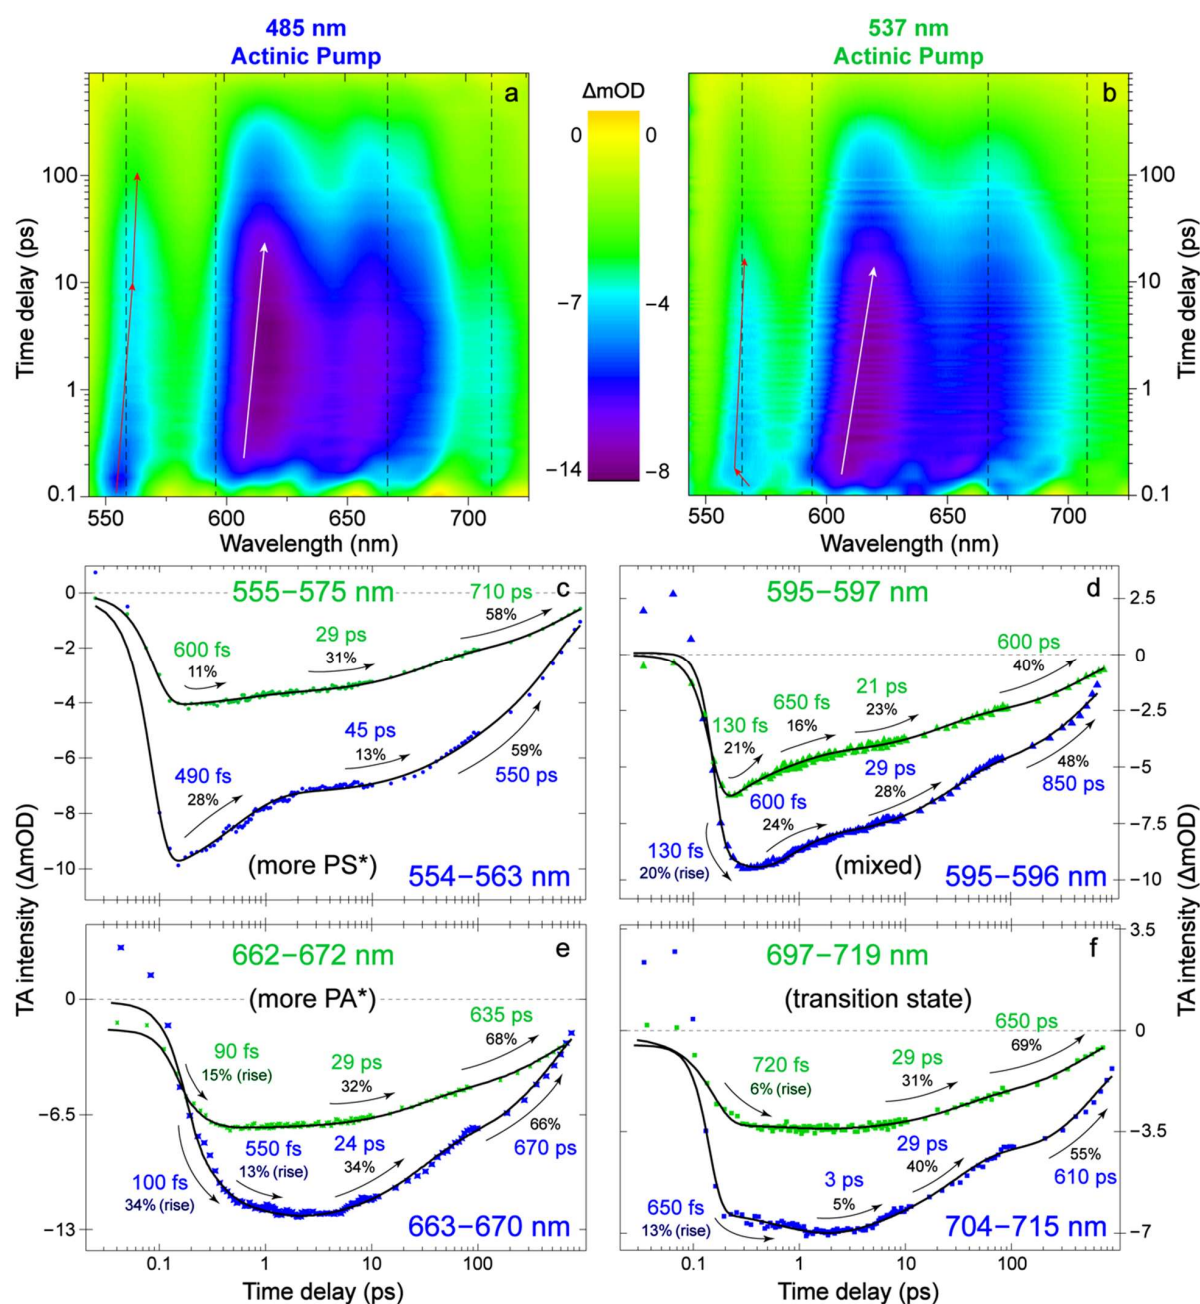 485 nm
Actinic Pump
537 nm
Actinic Pump
a
ΔmOD
b
0
0
−7
−4
−14
−8
Time delay (ps)
100
10
1
0.1
100
10
1
0.1
Time delay (ps)
550
600
650
700
Wavelength (nm)
550
600
650
700
Wavelength (nm)
TA intensity (ΔmOD)
c
555−575 nm
710 ps
58%
600 fs
11%
29 ps
31%
490 fs
28%
45 ps
13%
59%
550 ps
(more PS*)
554−563 nm
0
−2
−4
−6
−8
−10
d
595−597 nm
600 ps
40%
130 fs
21%
650 fs
16%
21 ps
23%
600 fs
24%
29 ps
28%
48%
850 ps
130 fs
20% (rise)
(mixed)
595−596 nm
2.5
0
−2.5
−5
−7.5
−10
TA intensity (ΔmOD)
e
662−672 nm
(more PA*)
635 ps
68%
90 fs
15% (rise)
29 ps
32%
550 fs
13% (rise)
24 ps
34%
66%
670 ps
100 fs
34% (rise)
663−670 nm
0
−6.5
−13
0.1
1
10
100
Time delay (ps)
f
697−719 nm
(transition state)
650 ps
69%
720 fs
6% (rise)
29 ps
31%
3 ps
5%
29 ps
40%
55%
610 ps
650 fs
13% (rise)
704−715 nm
3.5
0
−3.5
−7
0.1
1
10
100
Time delay (ps)